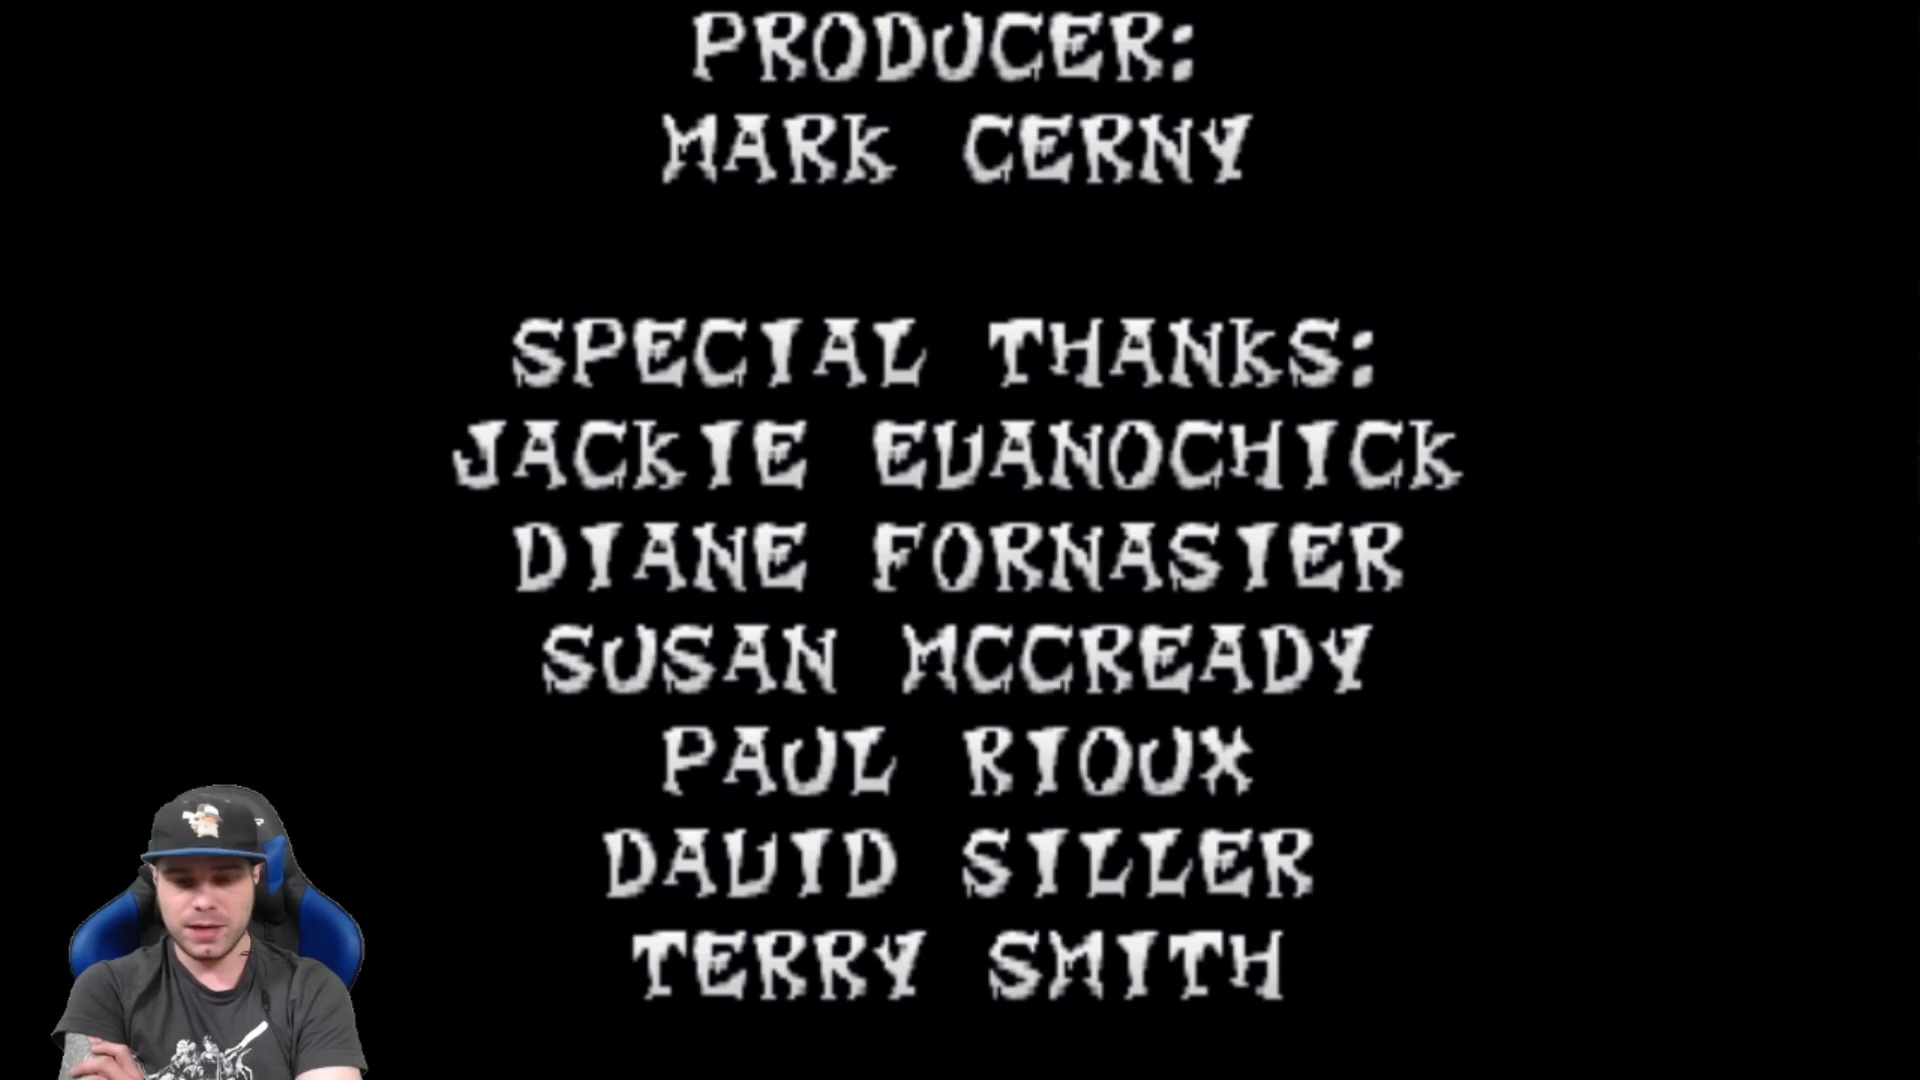 PRODUCER:
MARK CERNY
SPECIAL THANKS:
JACKIE EVANOCHICK
DIANE FORNASIER
SUSAN MCCREADY
PAUL RIOUX
DAVID SILLER
TERRY SMITH